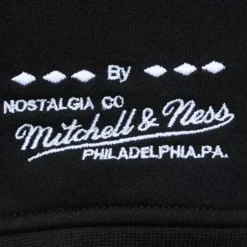 By
NOSTALGIA CO
Mitchell & Ness
PHILADELPHIA.PA.